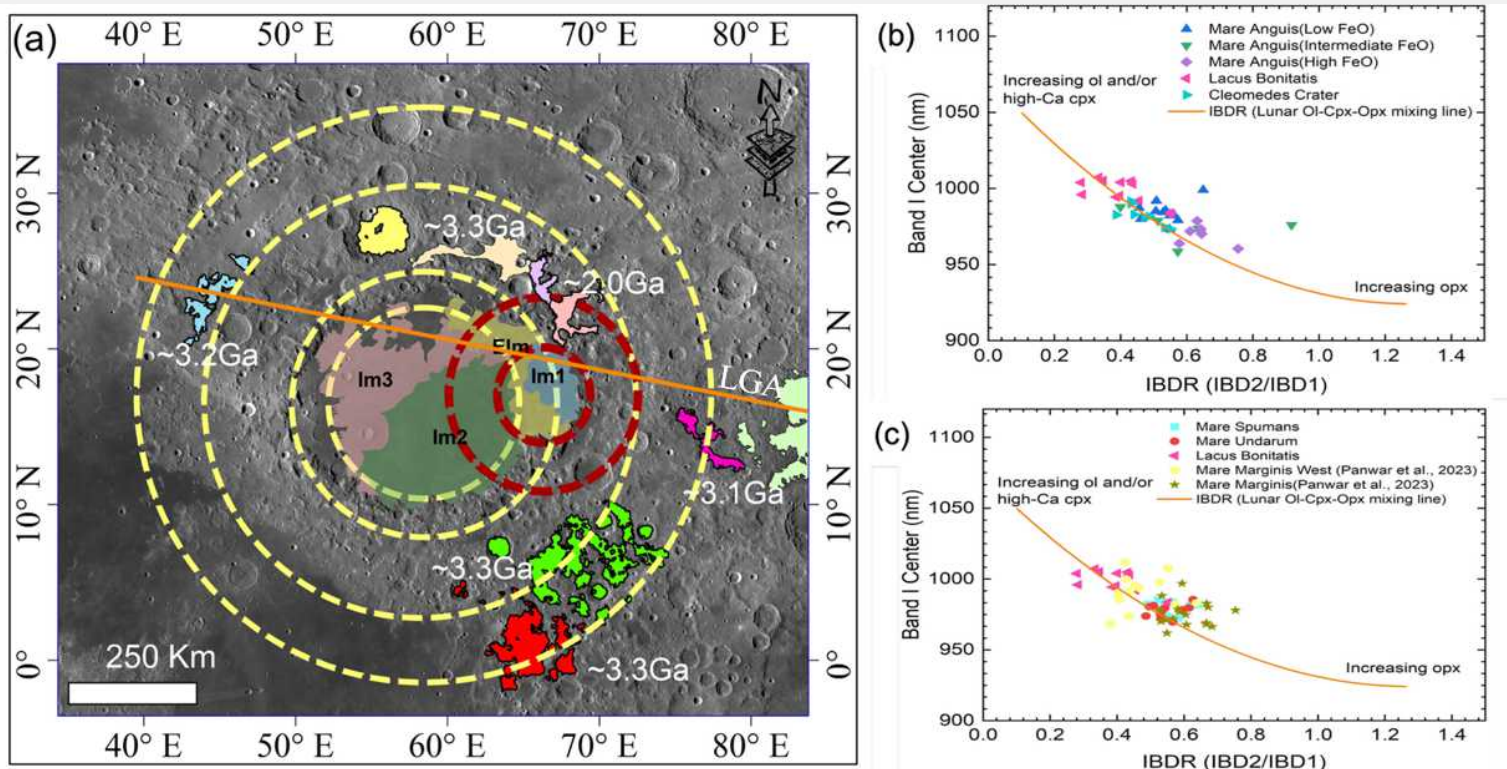 (a)
40° E
50° E
60° E
70° E
80° E
N
30° N
20° N
10° N
0°
30° N
20° N
10° N
0°
~3.3Ga
~2.0Ga
~3.2Ga
EIm
Im3
Im1
Im2
LGA
~3.1Ga
~3.3Ga
~3.3Ga
250 Km
40° E
50° E
60° E
70° E
80° E
(b)
1100
1050
1000
950
900
Band I Center (nm)
Mare Anguis(Low FeO)
Mare Anguis(Intermediate FeO)
Mare Anguis(High FeO)
Lacus Bonitatis
Cleomedes Crater
IBDR (Lunar Ol-Cpx-Opx mixing line)
Increasing ol and/or
high-Ca cpx
Increasing opx
0.0 0.2 0.4 0.6 0.8 1.0 1.2 1.4
IBDR (IBD2/IBD1)
(c)
1100
1050
1000
950
900
Band I Center (nm)
Mare Spumans
Mare Undarum
Lacus Bonitatis
Mare Marginis West (Panwar et al., 2023)
Mare Marginis(Panwar et al., 2023)
IBDR (Lunar Ol-Cpx-Opx mixing line)
Increasing ol and/or
high-Ca cpx
Increasing opx
0.0 0.2 0.4 0.6 0.8 1.0 1.2 1.4
IBDR (IBD2/IBD1)